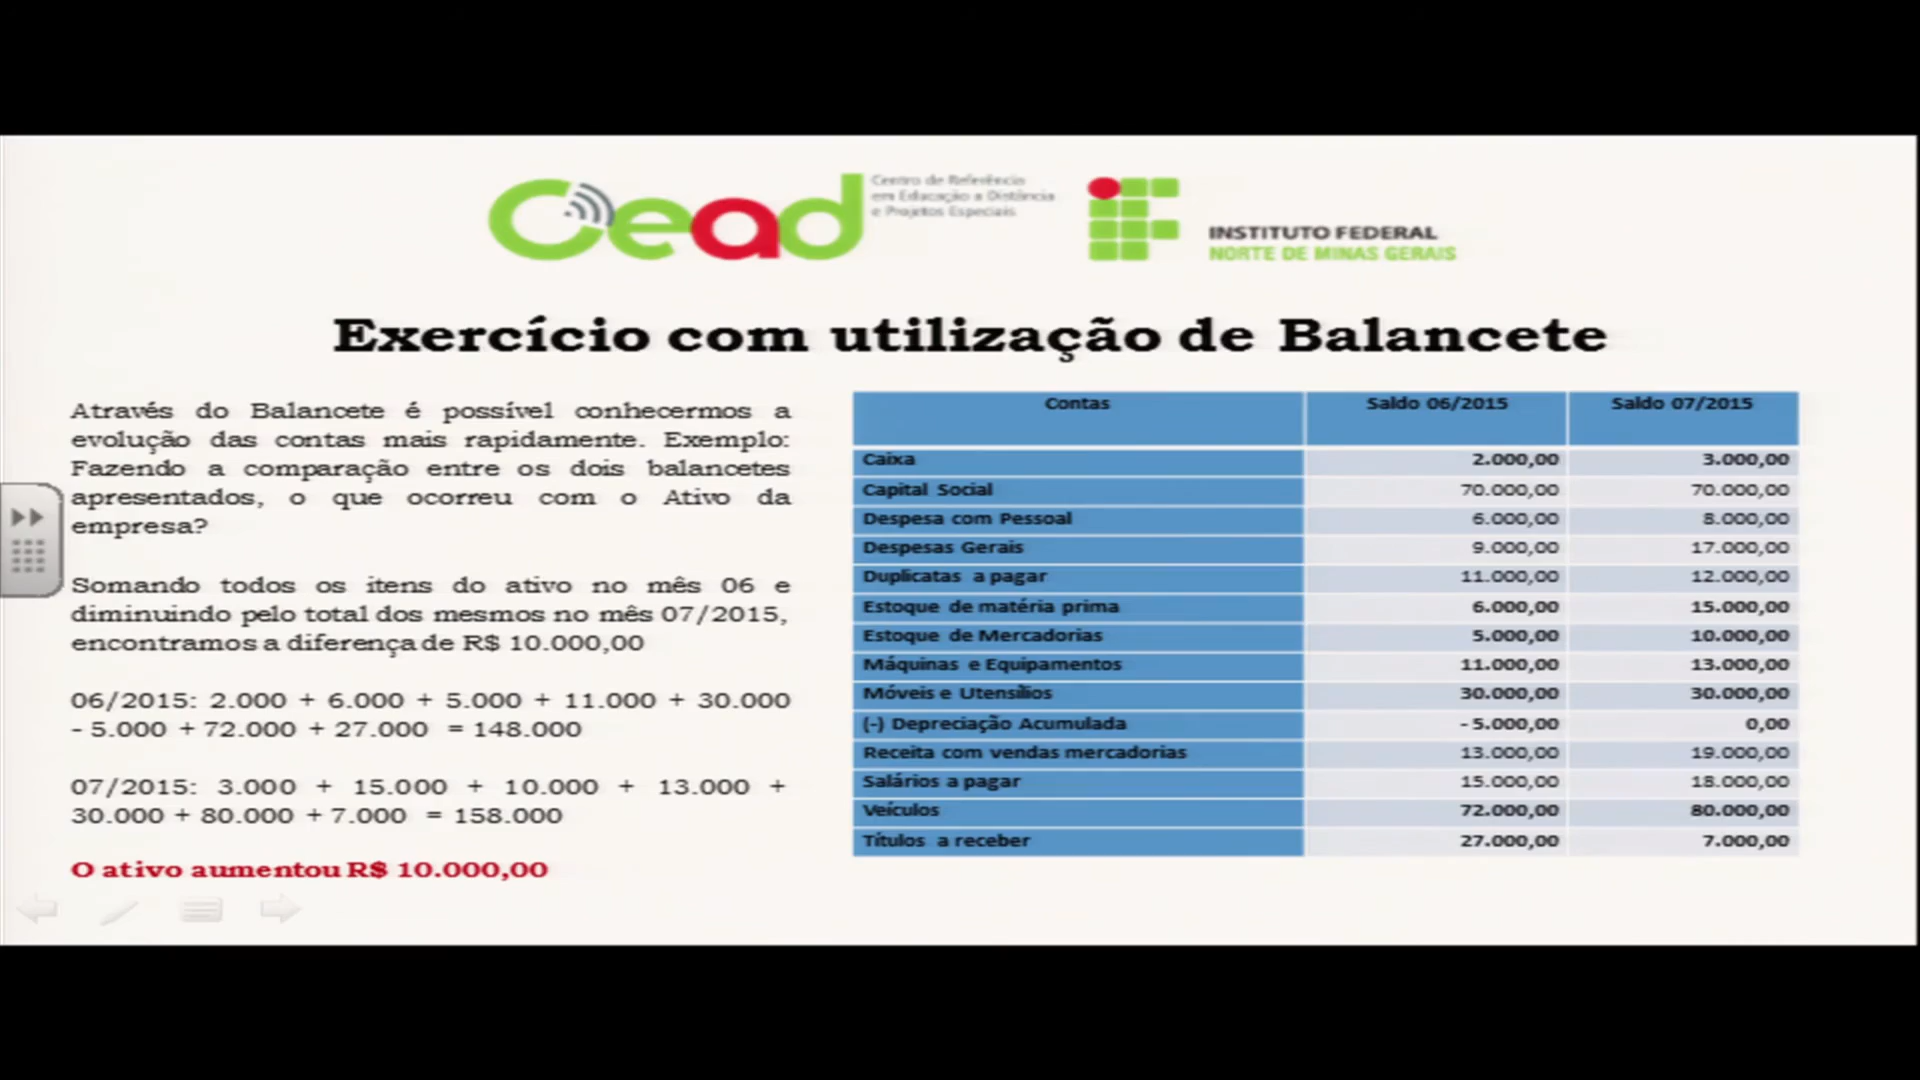 Cead
Centro de Referência
em Educação a Distância
e Projetos Especiais
INSTITUTO FEDERAL
NORTE DE MINAS GERAIS
Exercício com utilização de Balancete
Através do Balancete é possível conhecermos a
evolução das contas mais rapidamente. Exemplo:
Fazendo a comparação entre os dois balancetes
apresentados, o que ocorreu com o Ativo da
empresa?
Somando todos os itens do ativo no mês 06 e
diminuindo pelo total dos mesmos no mês 07/2015,
encontramos a diferença de R$ 10.000,00
06/2015: 2.000 + 6.000 + 5.000 + 11.000 + 30.000
- 5.000 + 72.000 + 27.000 = 148.000
07/2015: 3.000 + 15.000 + 10.000 + 13.000 +
30.000 + 80.000 + 7.000 = 158.000
O ativo aumentou R$ 10.000,00
Contas Saldo 06/2015 Saldo 07/2015
Caixa 2.000,00 3.000,00
Capital Social 70.000,00 70.000,00
Despesa com Pessoal 6.000,00 8.000,00
Despesas Gerais 9.000,00 17.000,00
Duplicatas a pagar 11.000,00 12.000,00
Estoque de matéria prima 6.000,00 15.000,00
Estoque de Mercadorias 5.000,00 10.000,00
Máquinas e Equipamentos 11.000,00 13.000,00
Móveis e Utensílios 30.000,00 30.000,00
(-) Depreciação Acumulada - 5.000,00 0,00
Receita com vendas mercadorias 13.000,00 19.000,00
Salários a pagar 15.000,00 18.000,00
Veículos 72.000,00 80.000,00
Títulos a receber 27.000,00 7.000,00